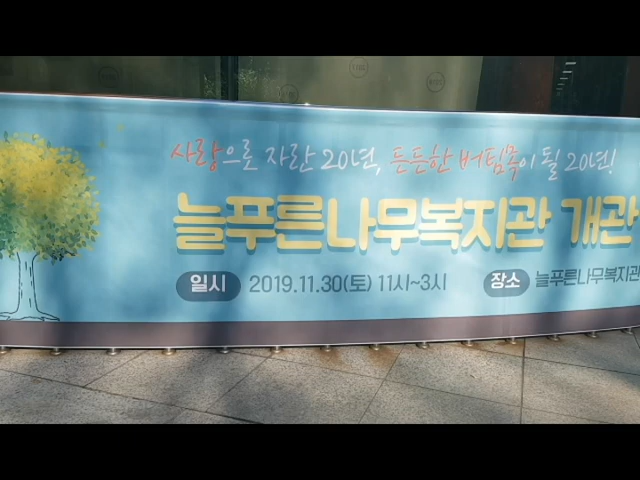 사랑으로 자란 20년, 튼튼한 버팀목이 될 20년!
늘푸른나무복지관 개관
일시 2019.11.30(토) 11시~3시 장소 늘푸른나무복지관